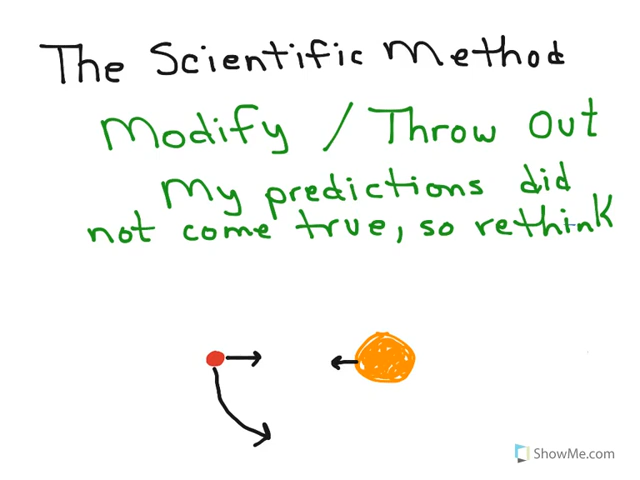 The Scientific Method
Modify / Throw Out
My predictions did
not come true, so rethink
ShowMe.com